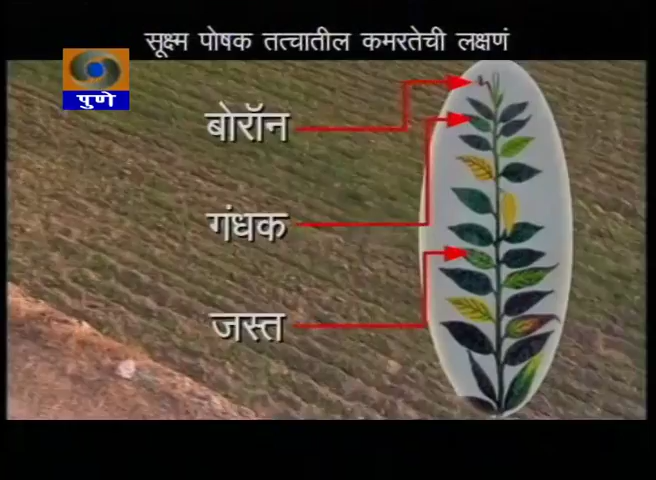 सूक्ष्म पोषक तत्चातील कमरतेची लक्षणं
पुणे
बोरॉन
गंधक
जस्त